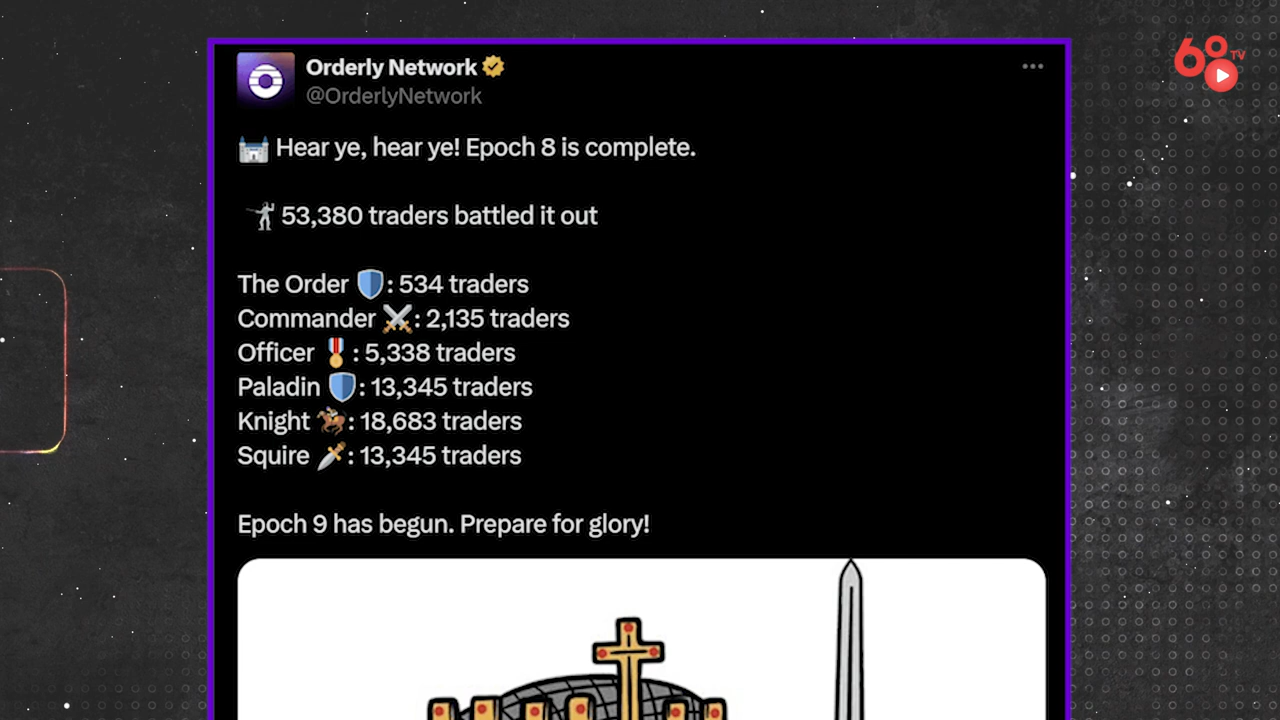 60 TV
Orderly Network
@OrderlyNetwork
🏰 Hear ye, hear ye! Epoch 8 is complete.
🤺 53,380 traders battled it out
The Order 🛡️: 534 traders
Commander ⚔️: 2,135 traders
Officer 🎖️: 5,338 traders
Paladin 🛡️: 13,345 traders
Knight 🏇: 18,683 traders
Squire 🗡️: 13,345 traders
Epoch 9 has begun. Prepare for glory!